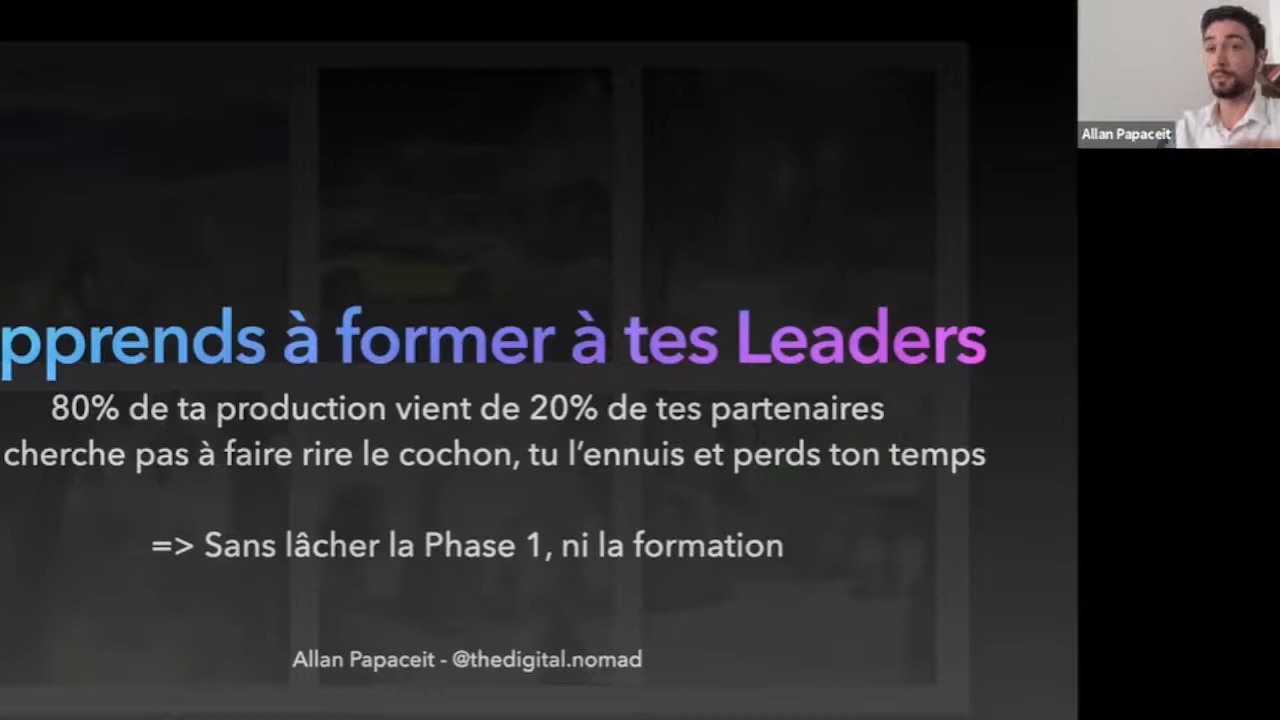 pprends à former à tes Leaders
80% de ta production vient de 20% de tes partenaires
cherche pas à faire rire le cochon, tu l'ennuis et perds ton temps
=> Sans lâcher la Phase 1, ni la formation
Allan Papaceit - @thedigital.nomad
Allan Papaceit